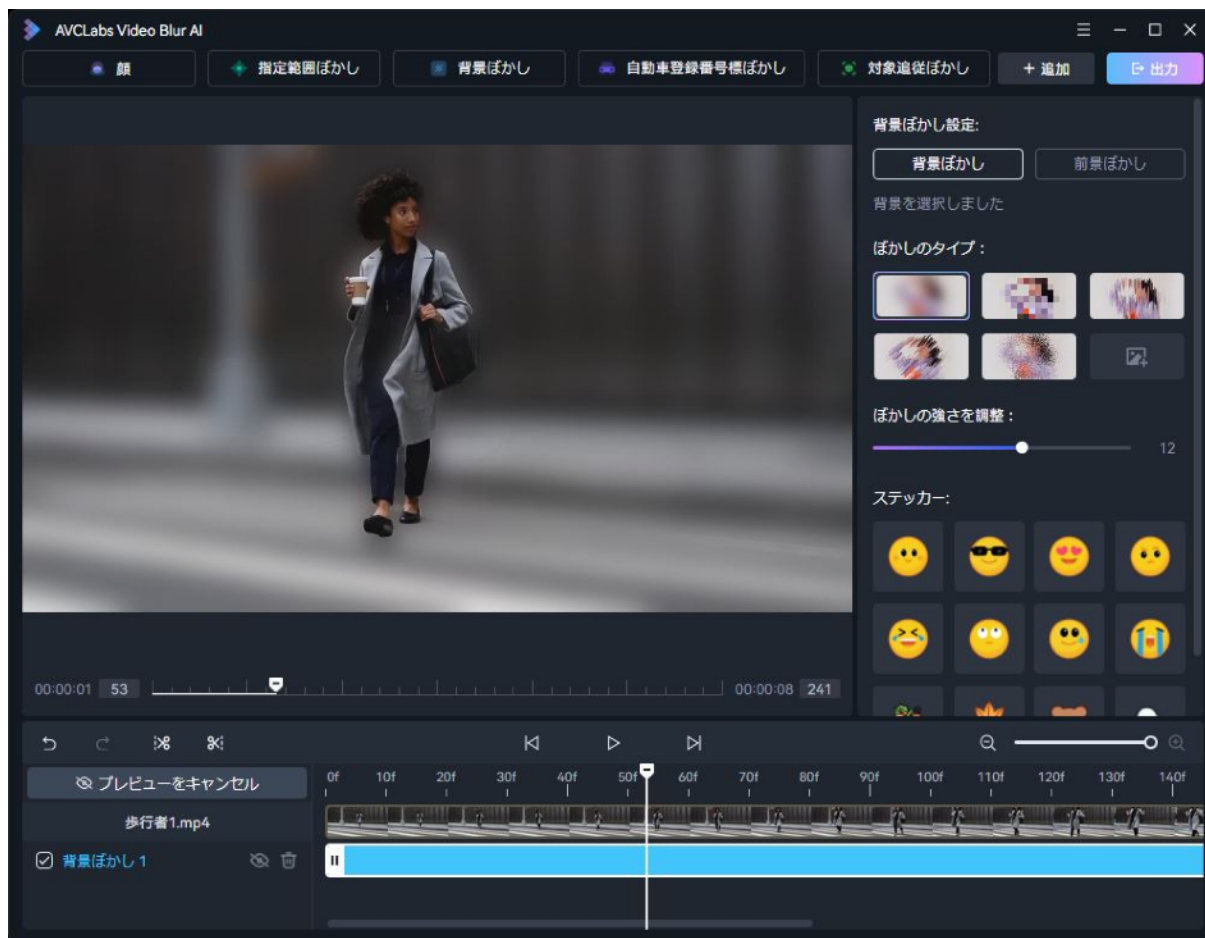 AVCLabs Video Blur AI
顔
指定範囲ぼかし
背景ぼかし
自動車登録番号標ぼかし
対象追従ぼかし
+ 追加
出力
背景ぼかし設定:
背景ぼかし
前景ぼかし
背景を選択しました
ぼかしのタイプ：
ぼかしの強さを調整：
12
ステッカー:
00:00:01 53
00:00:08 241
プレビューをキャンセル
0f 10f 20f 30f 40f 50f 60f 70f 80f 90f 100f 110f 120f 130f 140f
歩行者1.mp4
背景ぼかし 1